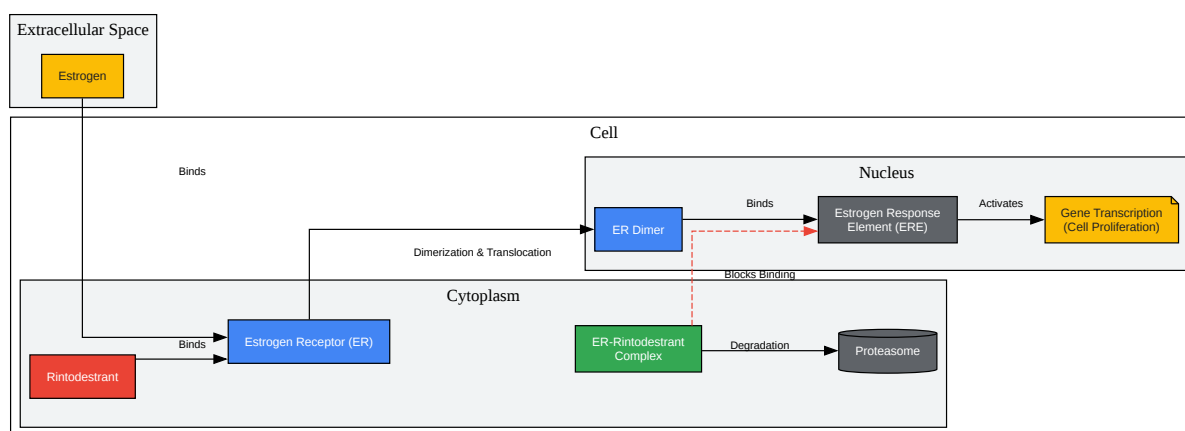 Extracellular Space
Estrogen
Cell
Binds
Nucleus
ER Dimer
Binds
Estrogen Response
Element (ERE)
Activates
Gene Transcription
(Cell Proliferation)
Dimerization & Translocation
Blocks Binding
Cytoplasm
Rintodestrant
Binds
Estrogen Receptor (ER)
ER-Rintodestrant
Complex
Degradation
Proteasome